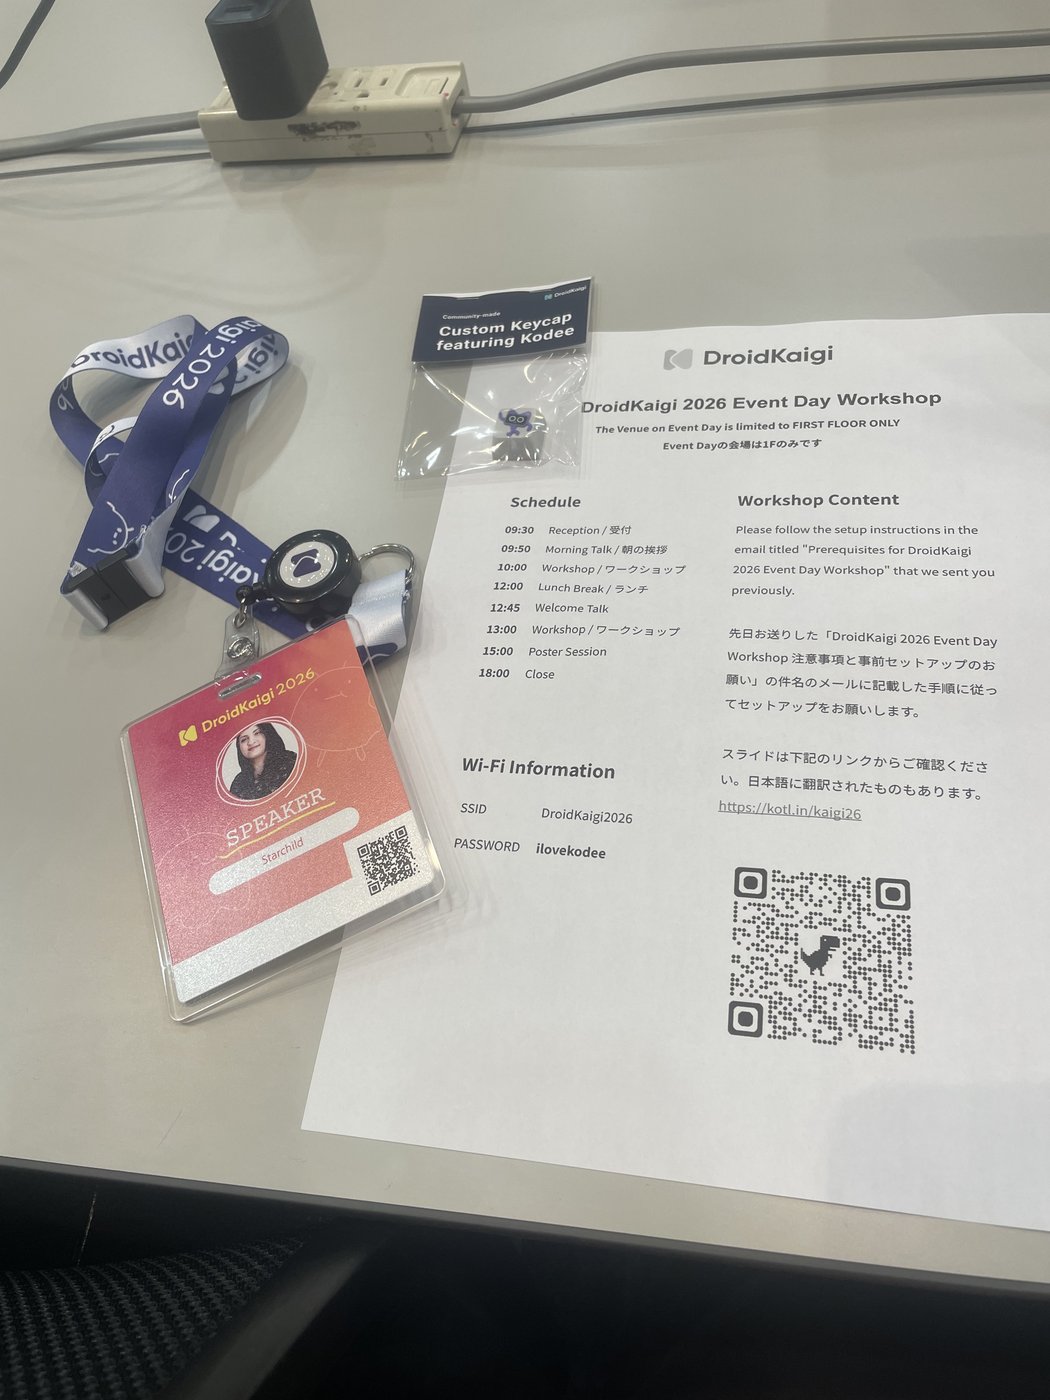 DroidKaigi
2026
DroidKaigi 2026
DroidKaigi
Community-made
Custom Keycap
featuring Kodee
DroidKaigi 2026
SPEAKER
Starchild
DroidKaigi
DroidKaigi 2026 Event Day Workshop
The Venue on Event Day is limited to FIRST FLOOR ONLY
Event Dayの会場は1Fのみです
Schedule
09:30 Reception / 受付
09:50 Morning Talk / 朝の挨拶
10:00 Workshop / ワークショップ
12:00 Lunch Break / ランチ
12:45 Welcome Talk
13:00 Workshop / ワークショップ
15:00 Poster Session
18:00 Close
Wi-Fi Information
SSID DroidKaigi2026
PASSWORD ilovekodee
Workshop Content
Please follow the setup instructions in the
email titled "Prerequisites for DroidKaigi
2026 Event Day Workshop" that we sent you
previously.
先日お送りした「DroidKaigi 2026 Event Day
Workshop 注意事項と事前セットアップのお
願い」の件名のメールに記載した手順に従っ
てセットアップをお願いします。
スライドは下記のリンクからご確認くださ
い。日本語に翻訳されたものもあります。
https://kotl.in/kaigi26